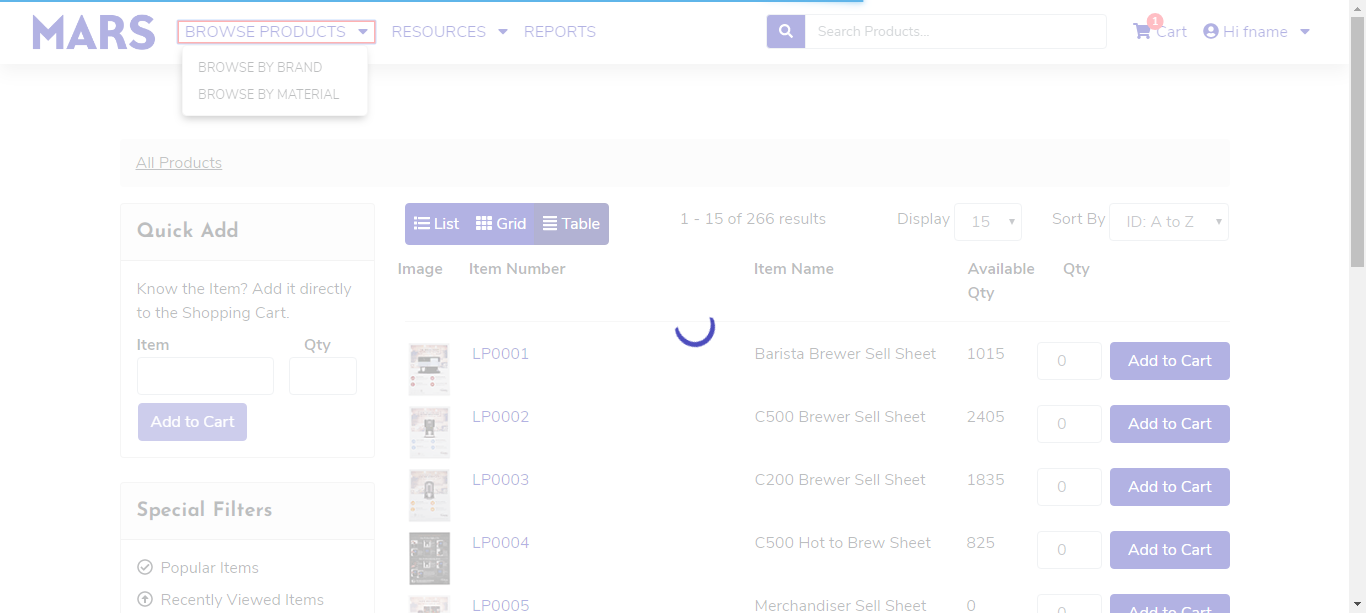 MARS
BROWSE PRODUCTS
RESOURCES
REPORTS
Search Products...
1
Cart
Hi fname
BROWSE BY BRAND
BROWSE BY MATERIAL
All Products
Quick Add
Know the Item? Add it directly
to the Shopping Cart.
Item Qty
Add to Cart
Special Filters
Popular Items
Recently Viewed Items
List Grid Table
1 - 15 of 266 results
Display 15
Sort By ID: A to Z
Image Item Number Item Name Available Qty
Qty
LP0001 Barista Brewer Sell Sheet 1015 0 Add to Cart
LP0002 C500 Brewer Sell Sheet 2405 0 Add to Cart
LP0003 C200 Brewer Sell Sheet 1835 0 Add to Cart
LP0004 C500 Hot to Brew Sheet 825 0 Add to Cart
LP0005 Merchandiser Sell Sheet 0 0 Add to Cart